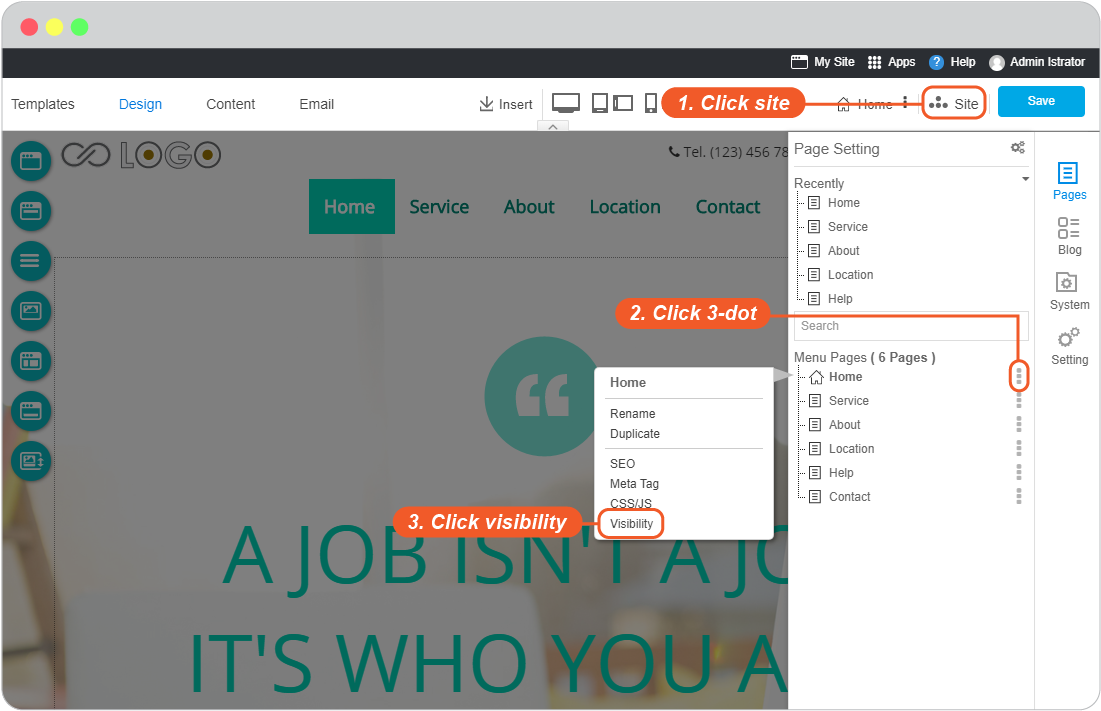 My Site Apps ? Help Admin Istrator
Templates Design Content Email Insert 1. Click site Home Site Save
LOGO
Tel. (123) 456 78
Home Service About Location Contact
Page Setting
Recently
Home
Service
About
Location
Help
2. Click 3-dot
Search
Menu Pages ( 6 Pages )
Home
Service
About
Location
Help
Contact
Pages
Blog
System
Setting
Home
Rename
Duplicate
SEO
Meta Tag
CSS/JS
Visibility
3. Click visibility
A JOB ISN'T A JO
IT'S WHO YOU A